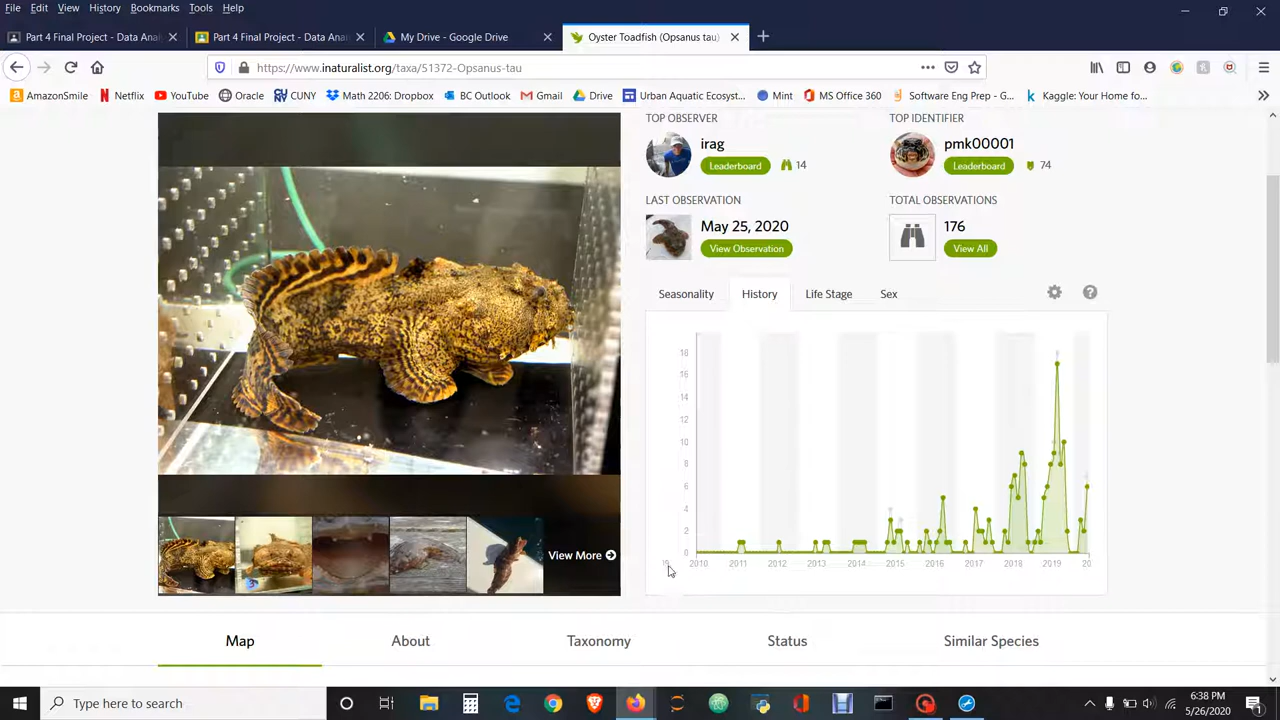 File Edit View History Bookmarks Tools Help
Part 4 Final Project - Data Anal
Part 4 Final Project - Data Anal
My Drive - Google Drive
Oyster Toadfish (Opsanus tau)
https://www.inaturalist.org/taxa/51372-Opsanus-tau
AmazonSmile Netflix YouTube Oracle CUNY Math 2206: Dropbox BC Outlook Gmail Drive Urban Aquatic Ecosyst... Mint MS Office 360 Software Eng Prep - G... Kaggle: Your Home fo...
TOP OBSERVER
irag
Leaderboard 14
TOP IDENTIFIER
pmk00001
Leaderboard 74
LAST OBSERVATION
May 25, 2020
View Observation
TOTAL OBSERVATIONS
176
View All
Seasonality History Life Stage Sex
18
16
14
12
10
8
6
4
2
0
2010 2011 2012 2013 2014 2015 2016 2017 2018 2019 20
View More
Map About Taxonomy Status Similar Species
Type here to search
6:38 PM
5/26/2020